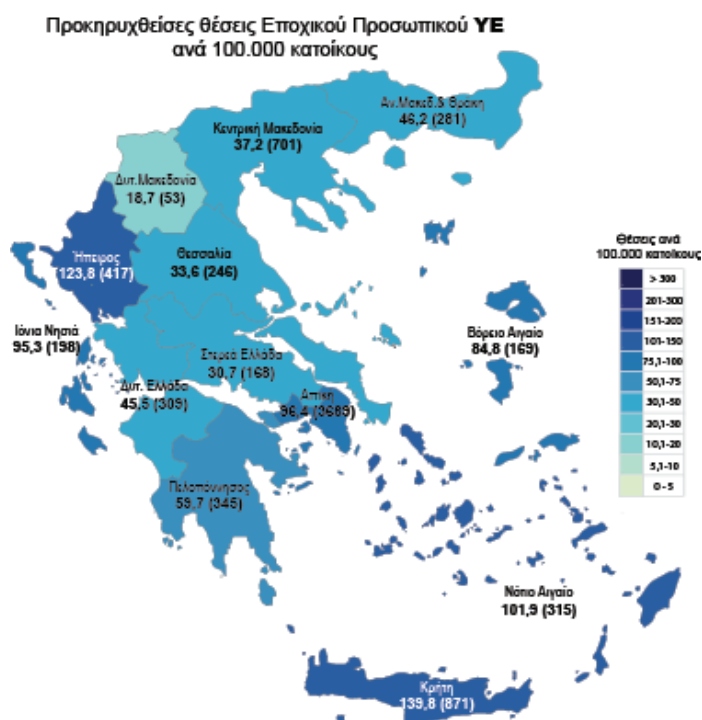 Προκηρυχθείσες θέσεις Εποχικού Προσωπικού ΥΕ
ανά 100.000 κατοίκους
Αν.Μακεδ.& Θράκη
46,2 (281)
Κεντρική Μακεδονία
37,2 (701)
Δυτ.Μακεδονία
18,7 (53)
Ήπειρος
123,8 (417)
Θεσσαλία
33,6 (246)
Θέσεις ανά
100.000 κατοίκους
> 300
201-300
151-200
101-150
75,1-100
50,1-75
30,1-50
20,1-30
10,1-20
5,1-10
0 - 5
Ιόνια Νησιά
95,3 (198)
Βόρειο Αιγαίο
84,8 (169)
Στερεά Ελλάδα
30,7 (168)
Δυτ. Ελλάδα
45,5 (309)
Αττική
96,4 (3689)
Πελοπόννησος
59,7 (345)
Νότιο Αιγαίο
101,9 (315)
Κρήτη
139,8 (871)